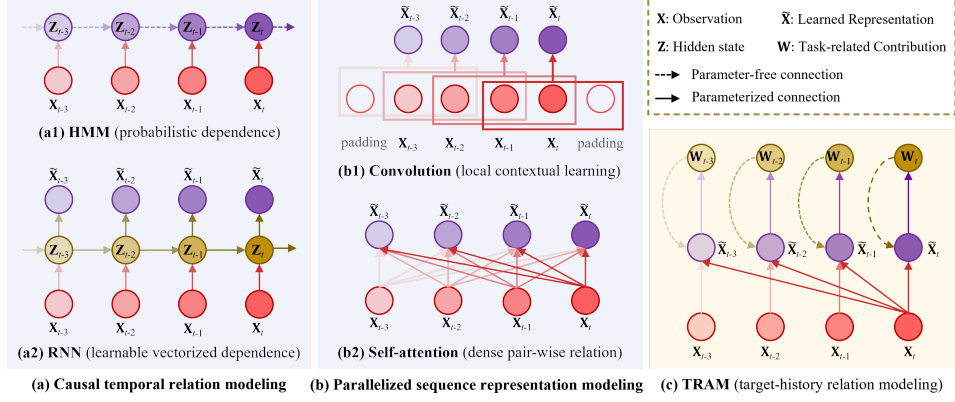 Z_{t-3} Z_{t-2} Z_{t-1} Z_t
X_{t-3} X_{t-2} X_{t-1} X_t
(a1) HMM (probabilistic dependence)
X̃_{t-3} X̃_{t-2} X̃_{t-1} X̃_t
Z_{t-3} Z_{t-2} Z_{t-1} Z_t
X_{t-3} X_{t-2} X_{t-1} X_t
(a2) RNN (learnable vectorized dependence)
(a) Causal temporal relation modeling
X̃_{t-3} X̃_{t-2} X̃_{t-1} X̃_t
padding X_{t-3} X_{t-2} X_{t-1} X_t padding
(b1) Convolution (local contextual learning)
X̃_{t-3} X̃_{t-2} X̃_{t-1} X̃_t
X_{t-3} X_{t-2} X_{t-1} X_t
(b2) Self-attention (dense pair-wise relation)
(b) Parallelized sequence representation modeling
X: Observation X̃: Learned Representation
Z: Hidden state W: Task-related Contribution
Parameter-free connection
Parameterized connection
W_{t-3} W_{t-2} W_{t-1} W_t
X̃_{t-3} X̃_{t-2} X̃_{t-1} X̃_t
X_{t-3} X_{t-2} X_{t-1} X_t
(c) TRAM (target-history relation modeling)